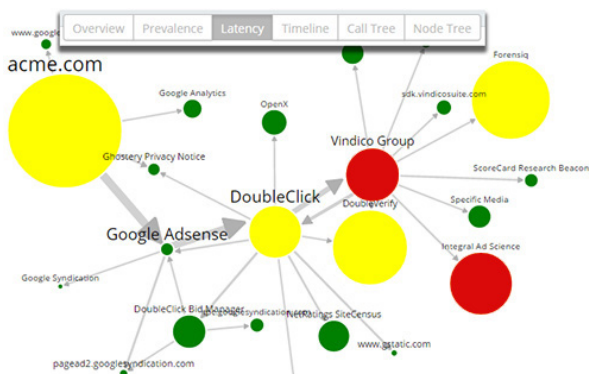 Overview Prevalence Latency Timeline Call Tree Node Tree
www.google
acme.com
Forensiq
Google Analytics
OpenX
sdk.vindicosuite.com
Vindico Group
Ghostery Privacy Notice
ScoreCard Research Beacon
DoubleClick
DoubleVerify
Specific Media
Google Adsense
Integral Ad Science
Google Syndication
DoubleClick Bid Manager
NetRatings SiteCensus
www.gstatic.com
pagead2.googlesyndication.com